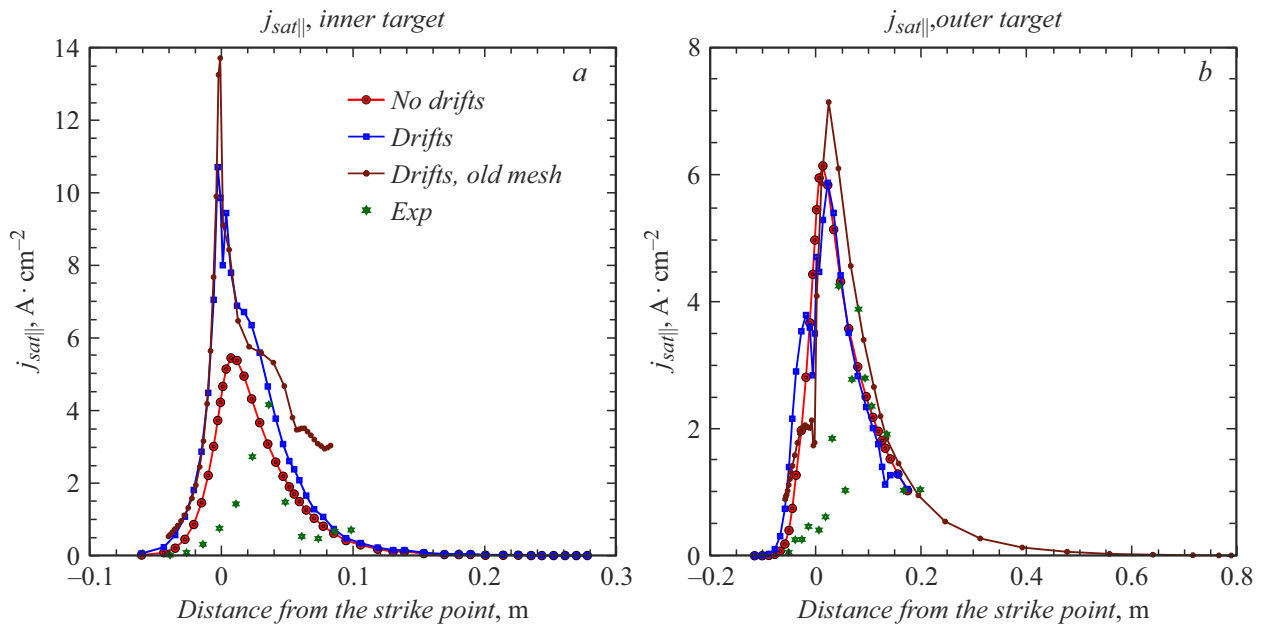 j_sat||, inner target
j_sat||,outer target
a
b
No drifts
Drifts
Drifts, old mesh
Exp
j_sat||, A · cm⁻²
14
12
10
8
6
4
2
0
−0.1
0
0.1
0.2
0.3
Distance from the strike point, m
j_sat||, A · cm⁻²
8
6
4
2
0
−0.2
0
0.2
0.4
0.6
0.8
Distance from the strike point, m